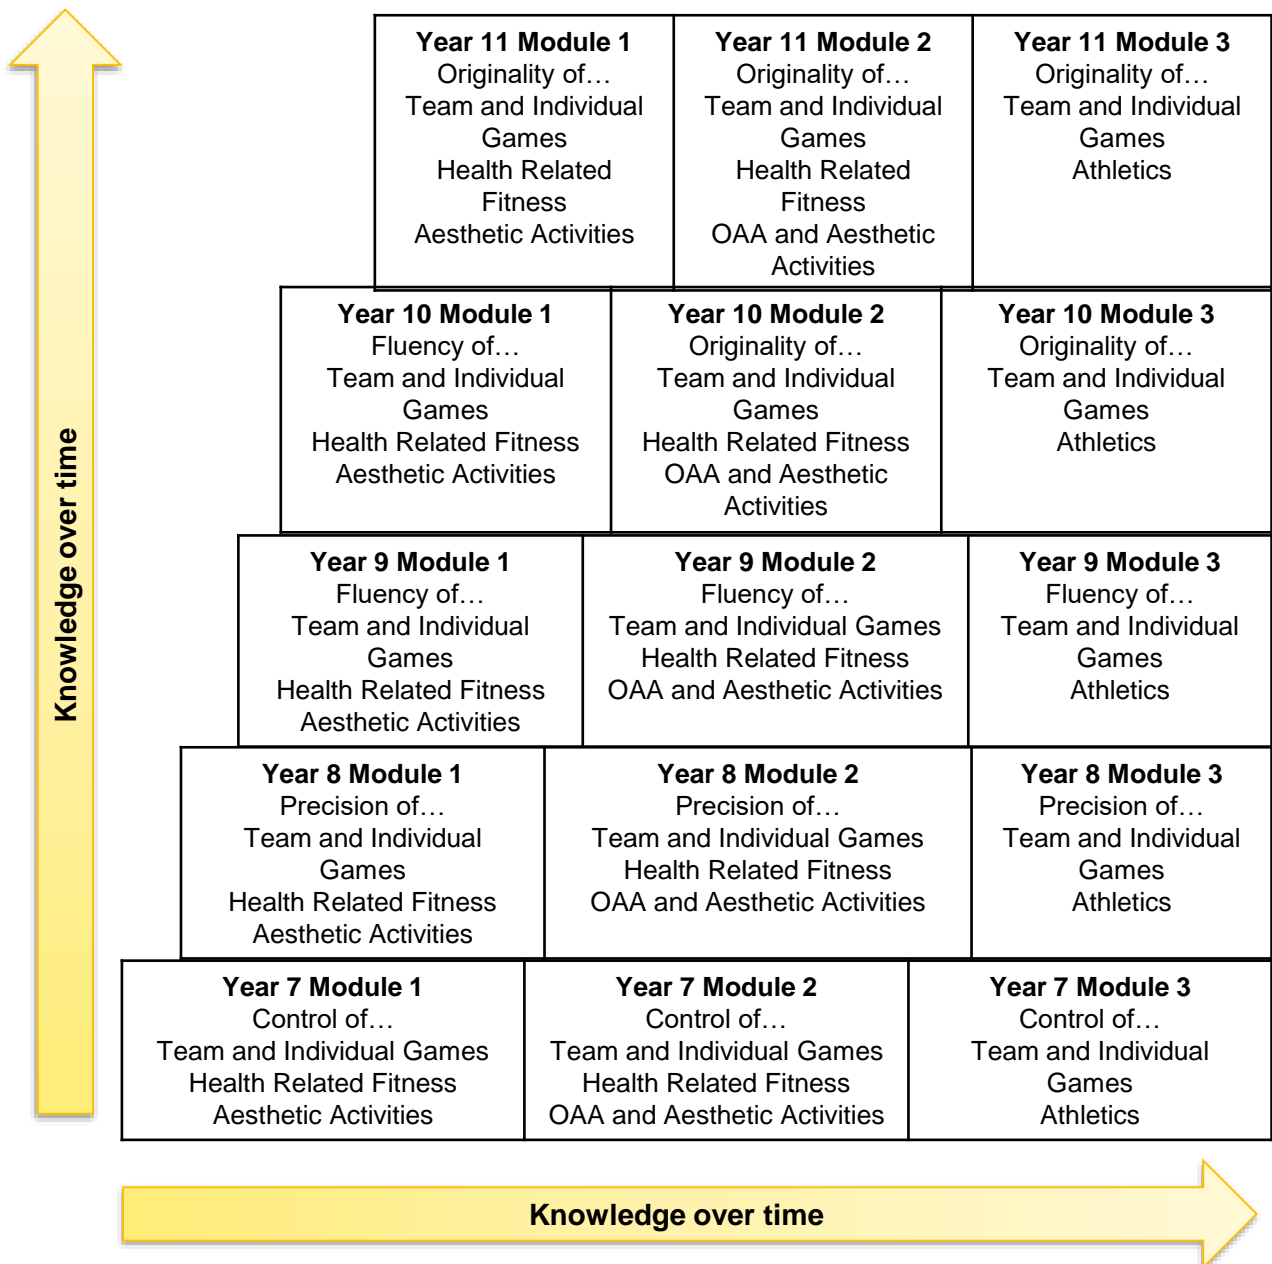 Year 11 Module 1
Originality of…
Team and Individual
Games
Health Related
Fitness
Aesthetic Activities
Year 11 Module 2
Originality of…
Team and Individual
Games
Health Related
Fitness
OAA and Aesthetic
Activities
Year 11 Module 3
Originality of…
Team and Individual
Games
Athletics
Year 10 Module 1
Fluency of…
Team and Individual
Games
Health Related Fitness
Aesthetic Activities
Year 10 Module 2
Originality of…
Team and Individual
Games
Health Related Fitness
OAA and Aesthetic
Activities
Year 10 Module 3
Originality of…
Team and Individual
Games
Athletics
Year 9 Module 1
Fluency of…
Team and Individual
Games
Health Related Fitness
Aesthetic Activities
Year 9 Module 2
Fluency of…
Team and Individual Games
Health Related Fitness
OAA and Aesthetic Activities
Year 9 Module 3
Fluency of…
Team and Individual
Games
Athletics
Year 8 Module 1
Precision of…
Team and Individual
Games
Health Related Fitness
Aesthetic Activities
Year 8 Module 2
Precision of…
Team and Individual Games
Health Related Fitness
OAA and Aesthetic Activities
Year 8 Module 3
Precision of…
Team and Individual
Games
Athletics
Year 7 Module 1
Control of…
Team and Individual Games
Health Related Fitness
Aesthetic Activities
Year 7 Module 2
Control of…
Team and Individual Games
Health Related Fitness
OAA and Aesthetic Activities
Year 7 Module 3
Control of…
Team and Individual
Games
Athletics
Knowledge over time
Knowledge over time